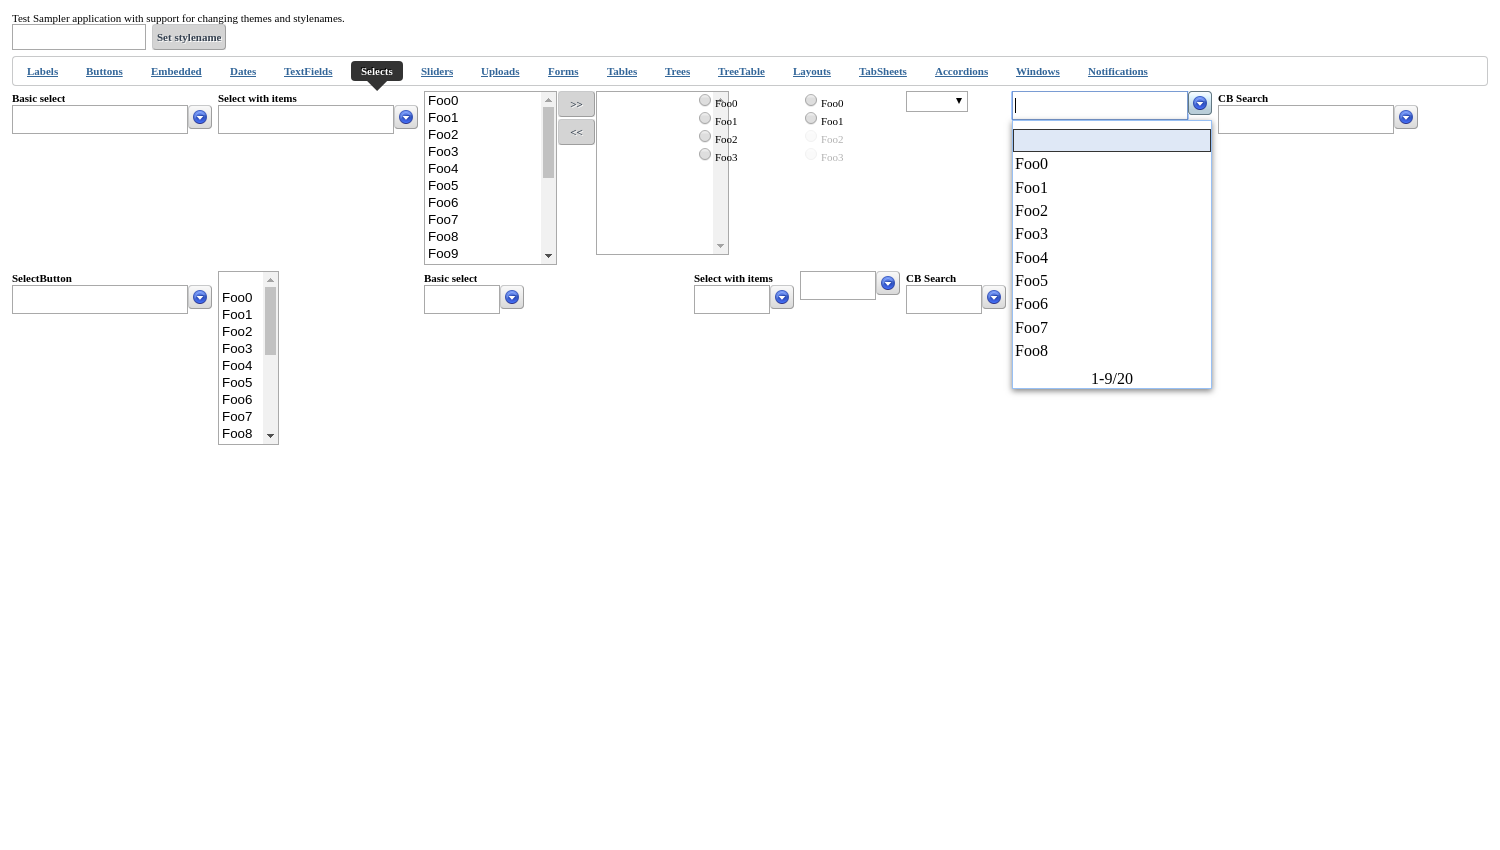 Test Sampler application with support for changing themes and stylenames.
Set stylename
Labels Buttons Embedded Dates TextFields Selects Sliders Uploads Forms Tables Trees TreeTable Layouts TabSheets Accordions Windows Notifications
Basic select
Select with items
Foo0
Foo1
Foo2
Foo3
Foo4
Foo5
Foo6
Foo7
Foo8
Foo9
>>
<<
Foo0
Foo1
Foo2
Foo3
Foo0
Foo1
Foo2
Foo3
CB Search
Foo0
Foo1
Foo2
Foo3
Foo4
Foo5
Foo6
Foo7
Foo8
1-9/20
SelectButton
Foo0
Foo1
Foo2
Foo3
Foo4
Foo5
Foo6
Foo7
Foo8
Basic select
Select with items
CB Search